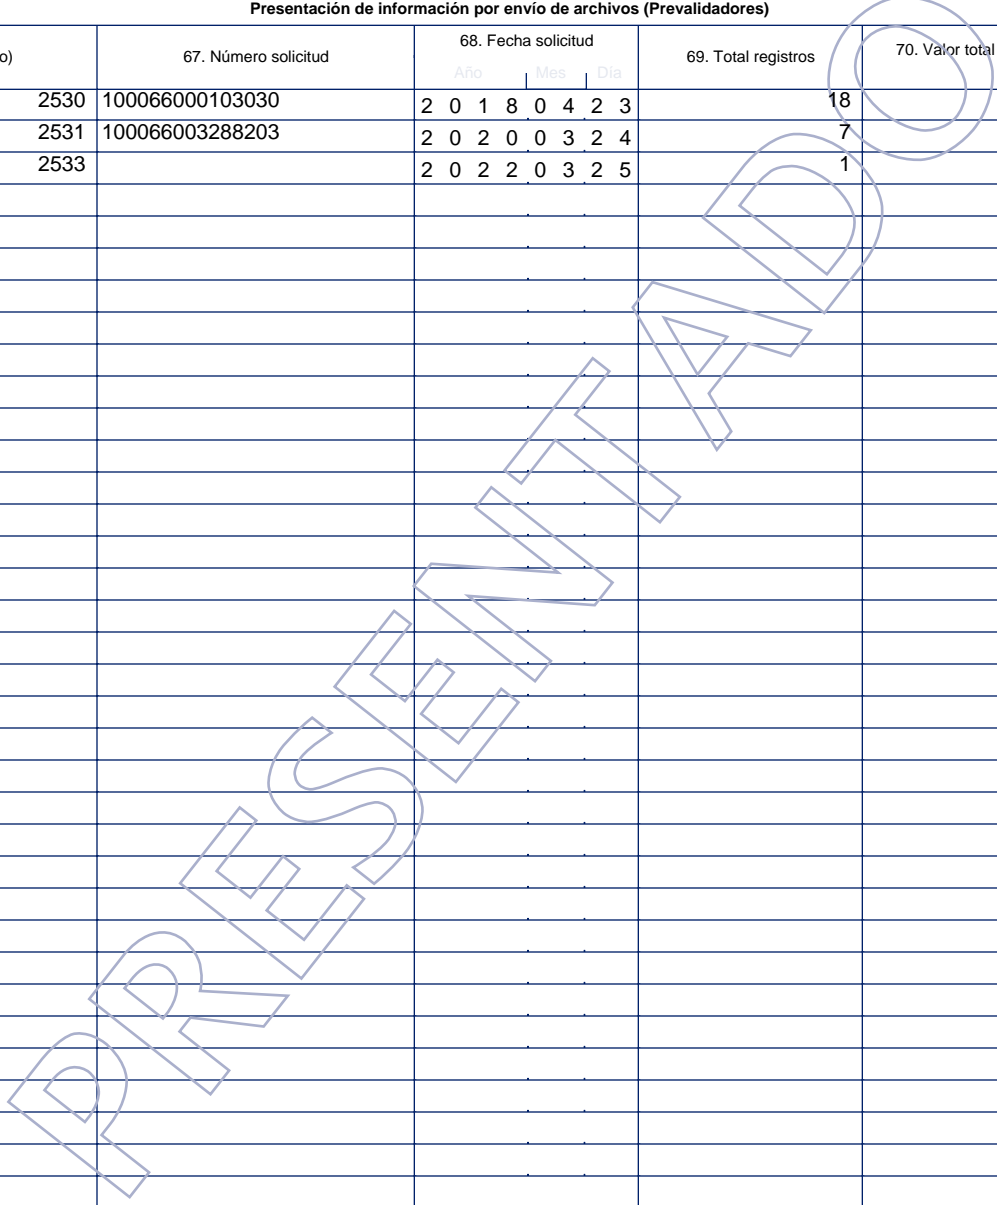 Presentación de información por envío de archivos (Prevalidadores)
o) 67. Número solicitud 68. Fecha solicitud 69. Total registros 70. Valor total
Año Mes Día
2530 100066000103030 2 0 1 8 0 4 2 3 18
2531 100066003288203 2 0 2 0 0 3 2 4 7
2533 2 0 2 2 0 3 2 5 1
PRESENTADO